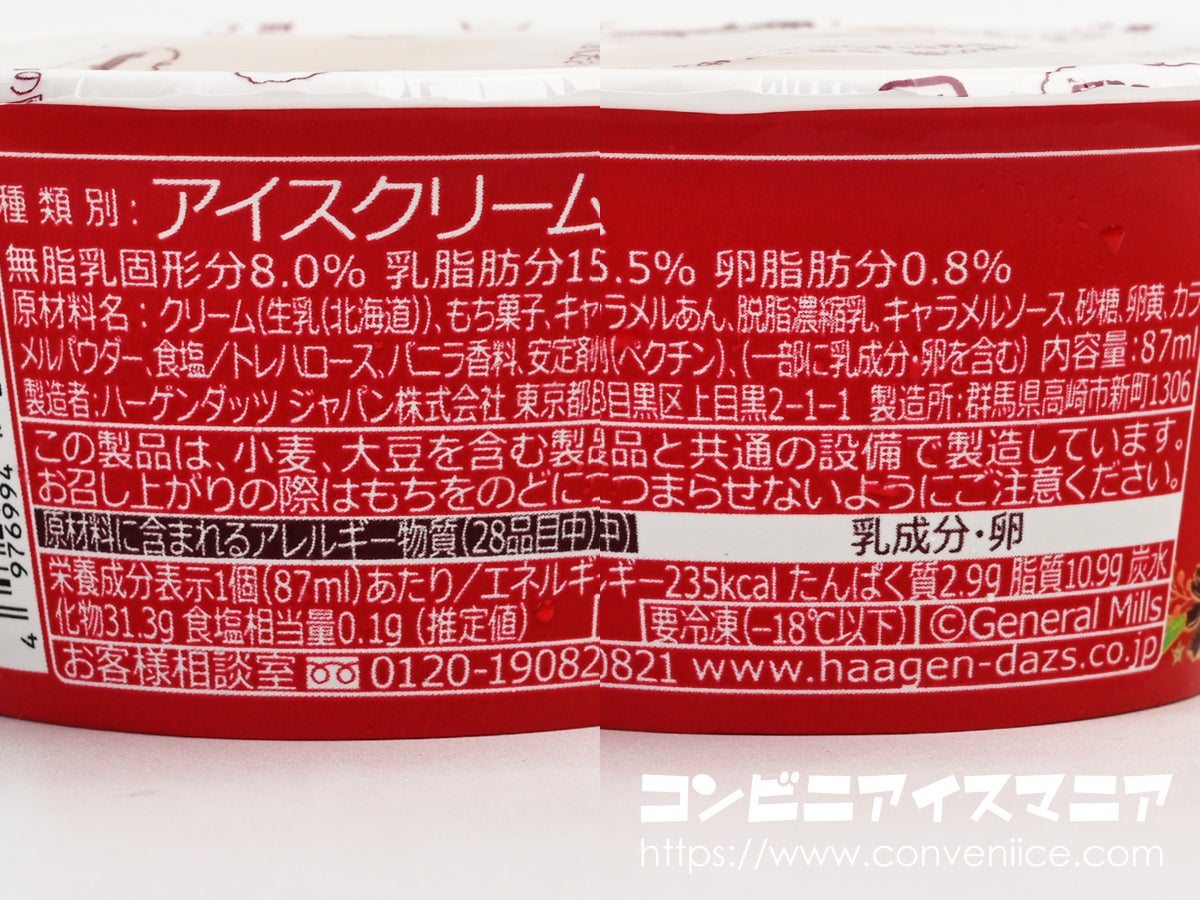 種類別：アイスクリーム
無脂乳固形分8.0% 乳脂肪分15.5% 卵脂肪分0.8%
原材料名：クリーム(生乳(北海道))、もち菓子、キャラメルあん、脱脂濃縮乳、キャラメルソース、砂糖、卵黄、カラ
メルパウダー、食塩／トレハロース、バニラ香料、安定剤(ペクチン)、(一部に乳成分・卵を含む) 内容量：87ml
製造者：ハーゲンダッツ ジャパン株式会社 東京都目黒区上目黒2-1-1 製造所：群馬県高崎市新町1306
この製品は、小麦、大豆を含む製品と共通の設備で製造しています。
お召し上がりの際はもちをのどにつまらせないようにご注意ください。
原材料に含まれるアレルギー物質(28品目中) 乳成分・卵
栄養成分表示1個(87ml)あたり／エネルギー235kcal たんぱく質2.9g 脂質10.9g 炭水
化物31.3g 食塩相当量0.1g (推定値) 要冷凍(−18℃以下) ©General Mills
お客様相談室 0120-190821 www.haagen-dazs.co.jp
4 976994
コンビニアイスマニア
https://www.conveniice.com